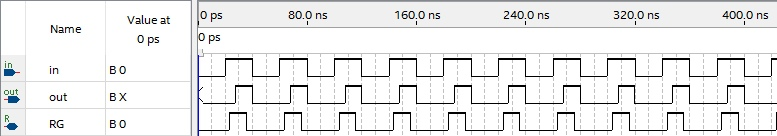 Name
Value at
0 ps
0 ps
80.0 ns
160.0 ns
240.0 ns
320.0 ns
400.0 ns
0 ps
in
in
B 0
out
out
B X
R
RG
B 0